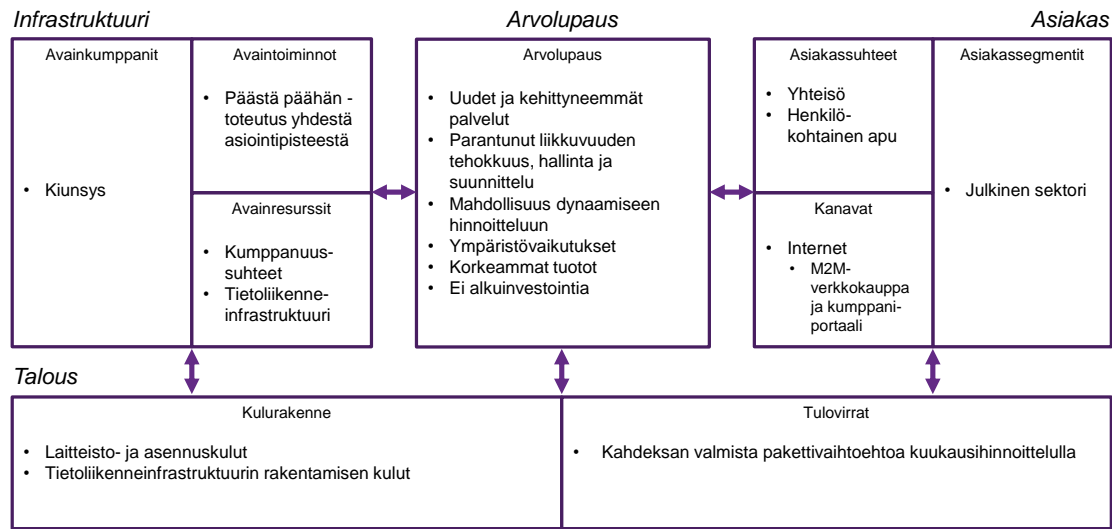 Infrastruktuuri
Arvolupaus
Asiakas
Avainkumppanit
• Kiunsys
Avaintoiminnot
• Päästä päähän -
toteutus yhdestä
asiointipisteestä
Avainresurssit
• Kumppanuus-
suhteet
• Tietoliikenne-
infrastruktuuri
Arvolupaus
• Uudet ja kehittyneemmät
palvelut
• Parantunut liikkuvuuden
tehokkuus, hallinta ja
suunnittelu
• Mahdollisuus dynaamiseen
hinnoitteluun
• Ympäristövaikutukset
• Korkeammat tuotot
• Ei alkuinvestointia
Asiakassuhteet
• Yhteisö
• Henkilö-
kohtainen apu
Kanavat
• Internet
• M2M-
verkkokauppa
ja kumppani-
portaali
Asiakassegmentit
• Julkinen sektori
Talous
Kulurakenne
• Laitteisto- ja asennuskulut
• Tietoliikenneinfrastruktuurin rakentamisen kulut
Tulovirrat
• Kahdeksan valmista pakettivaihtoehtoa kuukausihinnoittelulla